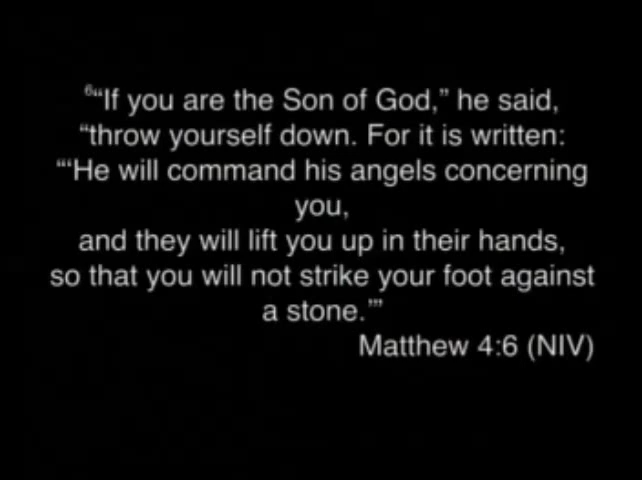 ⁶“If you are the Son of God,” he said,
“throw yourself down. For it is written:
“‘He will command his angels concerning
you,
and they will lift you up in their hands,
so that you will not strike your foot against
a stone.’”
Matthew 4:6 (NIV)